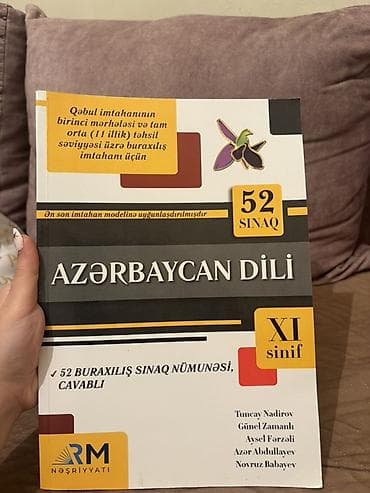 Qəbul imtahanının
birinci mərhələsi və tam
orta (11 illik) təhsil
səviyyəsi üzrə buraxılış
imtahanı üçün
52
SINAQ
Ən son imtahan modelinə uyğunlaşdırılmışdır
AZƏRBAYCAN DİLİ
XI
sinif
✓ 52 BURAXILIŞ SINAQ NÜMUNƏSİ,
CAVABLI
Tuncay Nadirov
Günel Zamanlı
Aysel Fərzəli
Azər Abdullayev
Novruz Babayev
RM
NƏŞRİYYATI